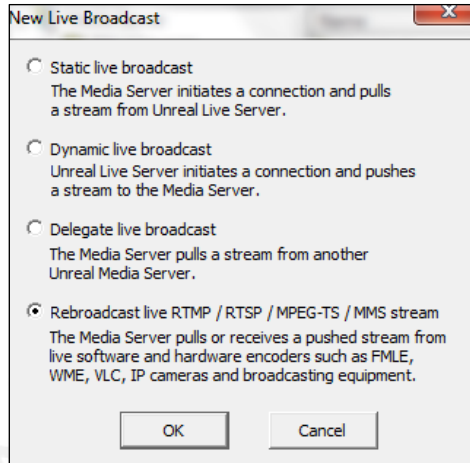 New Live Broadcast
Static live broadcast
The Media Server initiates a connection and pulls
a stream from Unreal Live Server.
Dynamic live broadcast
Unreal Live Server initiates a connection and pushes
a stream to the Media Server.
Delegate live broadcast
The Media Server pulls a stream from another
Unreal Media Server.
Rebroadcast live RTMP / RTSP / MPEG-TS / MMS stream
The Media Server pulls or receives a pushed stream from
live software and hardware encoders such as FMLE,
WME, VLC, IP cameras and broadcasting equipment.
OK
Cancel